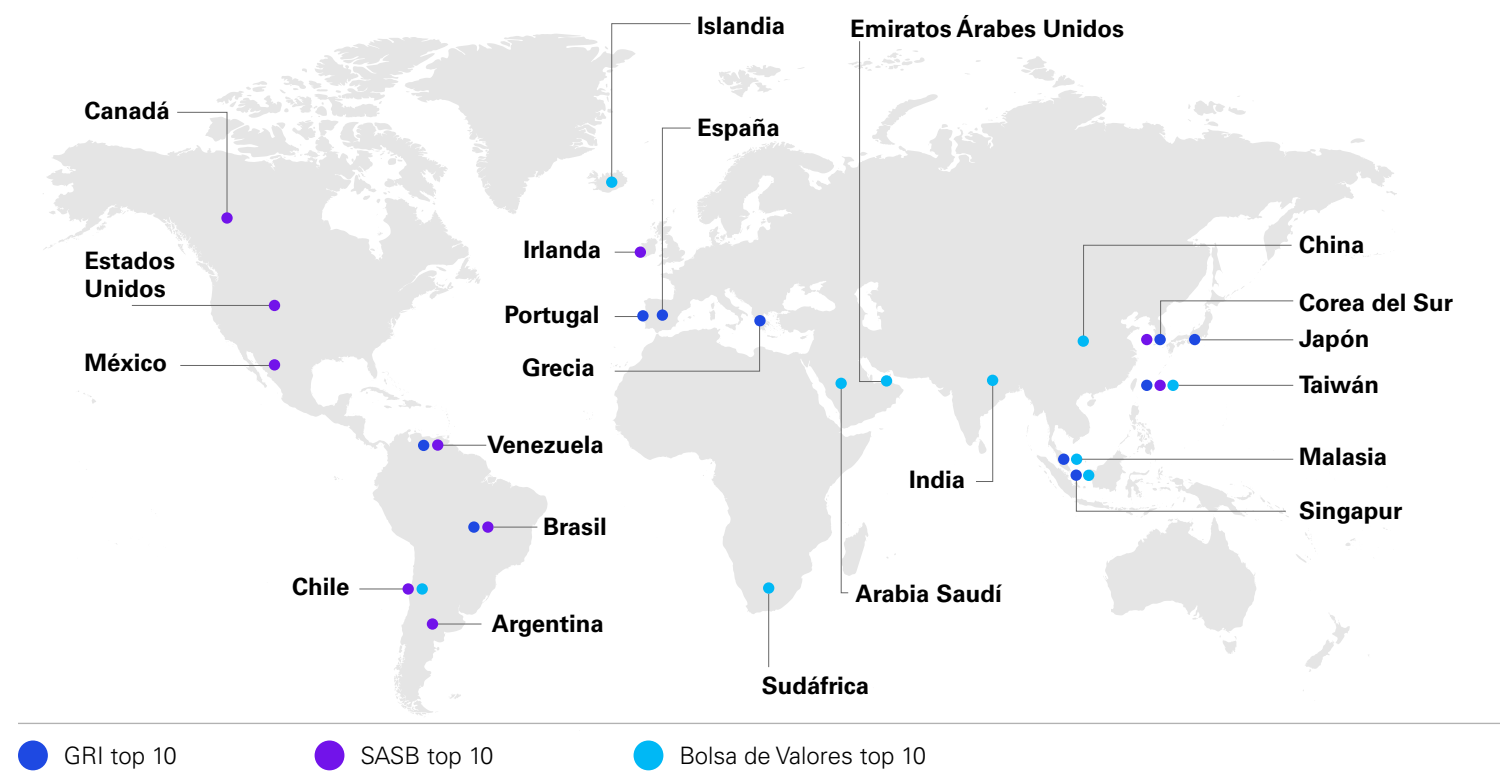 Islandia
Emiratos Árabes Unidos
Canadá
España
Estados
Unidos
Irlanda
China
Portugal
Corea del Sur
Japón
México
Grecia
Taiwán
Venezuela
Malasia
India
Singapur
Brasil
Chile
Arabia Saudí
Argentina
Sudáfrica
GRI top 10
SASB top 10
Bolsa de Valores top 10